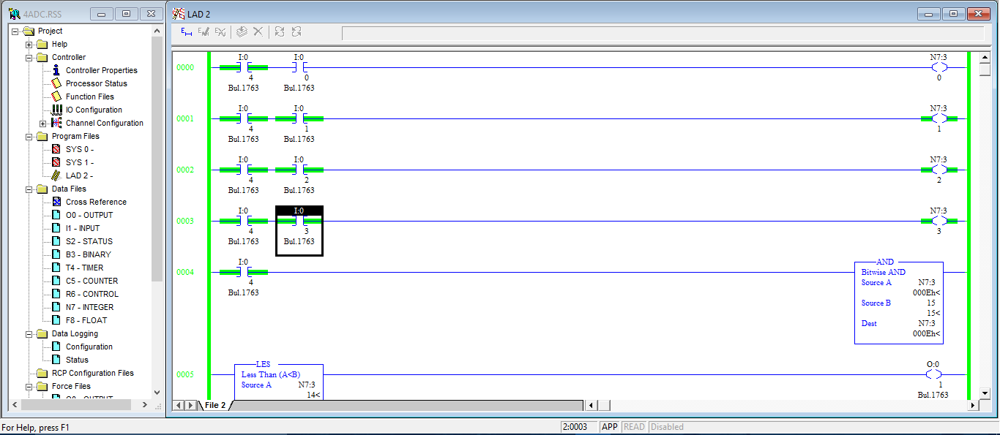 4ADC.RSS
Project
Help
Controller
Controller Properties
Processor Status
Function Files
IO Configuration
Channel Configuration
Program Files
SYS 0 -
SYS 1 -
LAD 2 -
Data Files
Cross Reference
O0 - OUTPUT
I1 - INPUT
S2 - STATUS
B3 - BINARY
T4 - TIMER
C5 - COUNTER
R6 - CONTROL
N7 - INTEGER
F8 - FLOAT
Data Logging
Configuration
Status
RCP Configuration Files
Force Files
O0 - OUTPUT
LAD 2
I:0 I:0 N7:3
0000
4 0 0
Bul.1763 Bul.1763
I:0 I:0 N7:3
0001
4 1 1
Bul.1763 Bul.1763
I:0 I:0 N7:3
0002
4 2 2
Bul.1763 Bul.1763
I:0 I:0 N7:3
0003
4 3 3
Bul.1763 Bul.1763
I:0 AND
0004 Bitwise AND
4 Source A N7:3
Bul.1763 000Eh<
Source B 15
15<
Dest N7:3
000Eh<
LES O:0
0005 Less Than (A<B)
Source A N7:3 1
14< Bul.1763
File 2
For Help, press F1 2:0003 APP READ Disabled